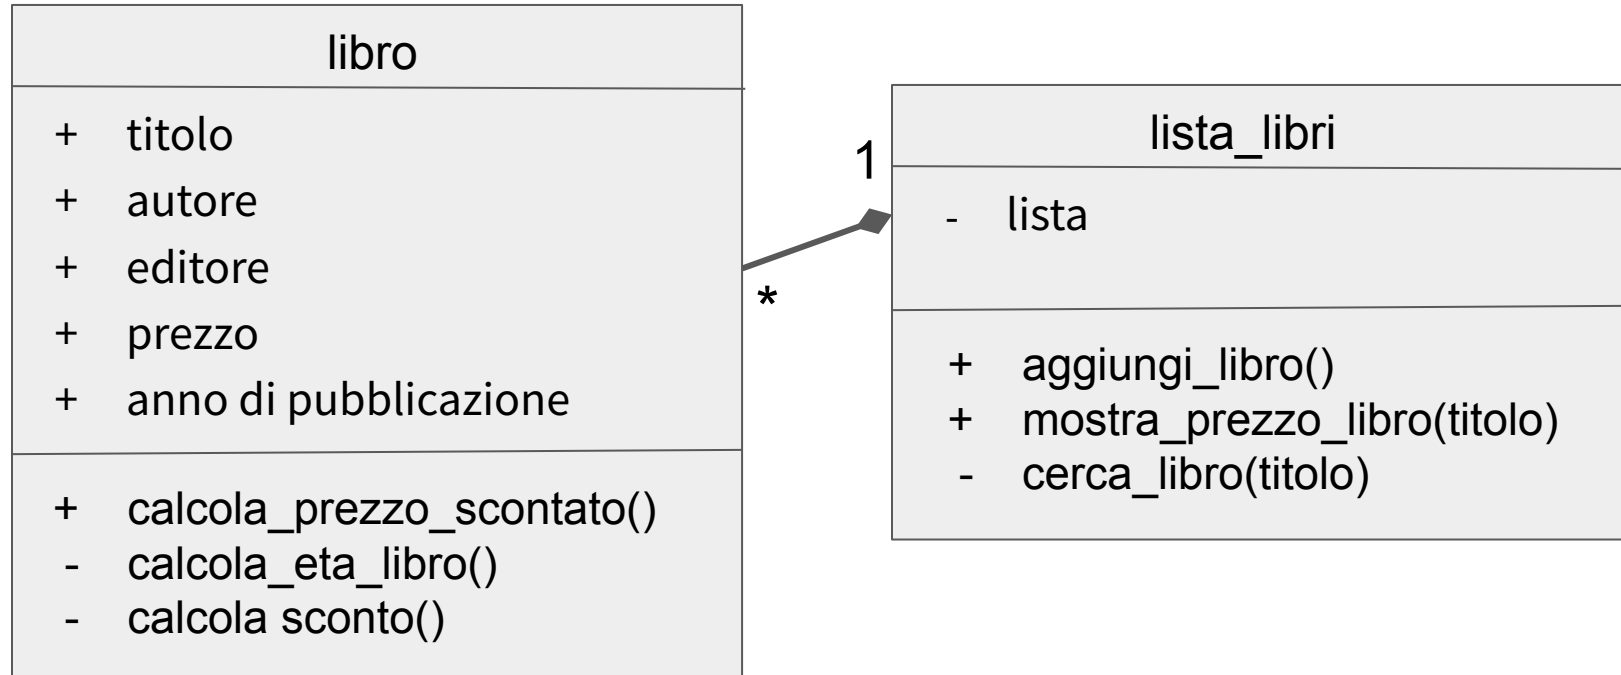 libro
+ titolo
+ autore
+ editore
+ prezzo
+ anno di pubblicazione
+ calcola_prezzo_scontato()
- calcola_eta_libro()
- calcola sconto()
1
*
lista_libri
- lista
+ aggiungi_libro()
+ mostra_prezzo_libro(titolo)
- cerca_libro(titolo)